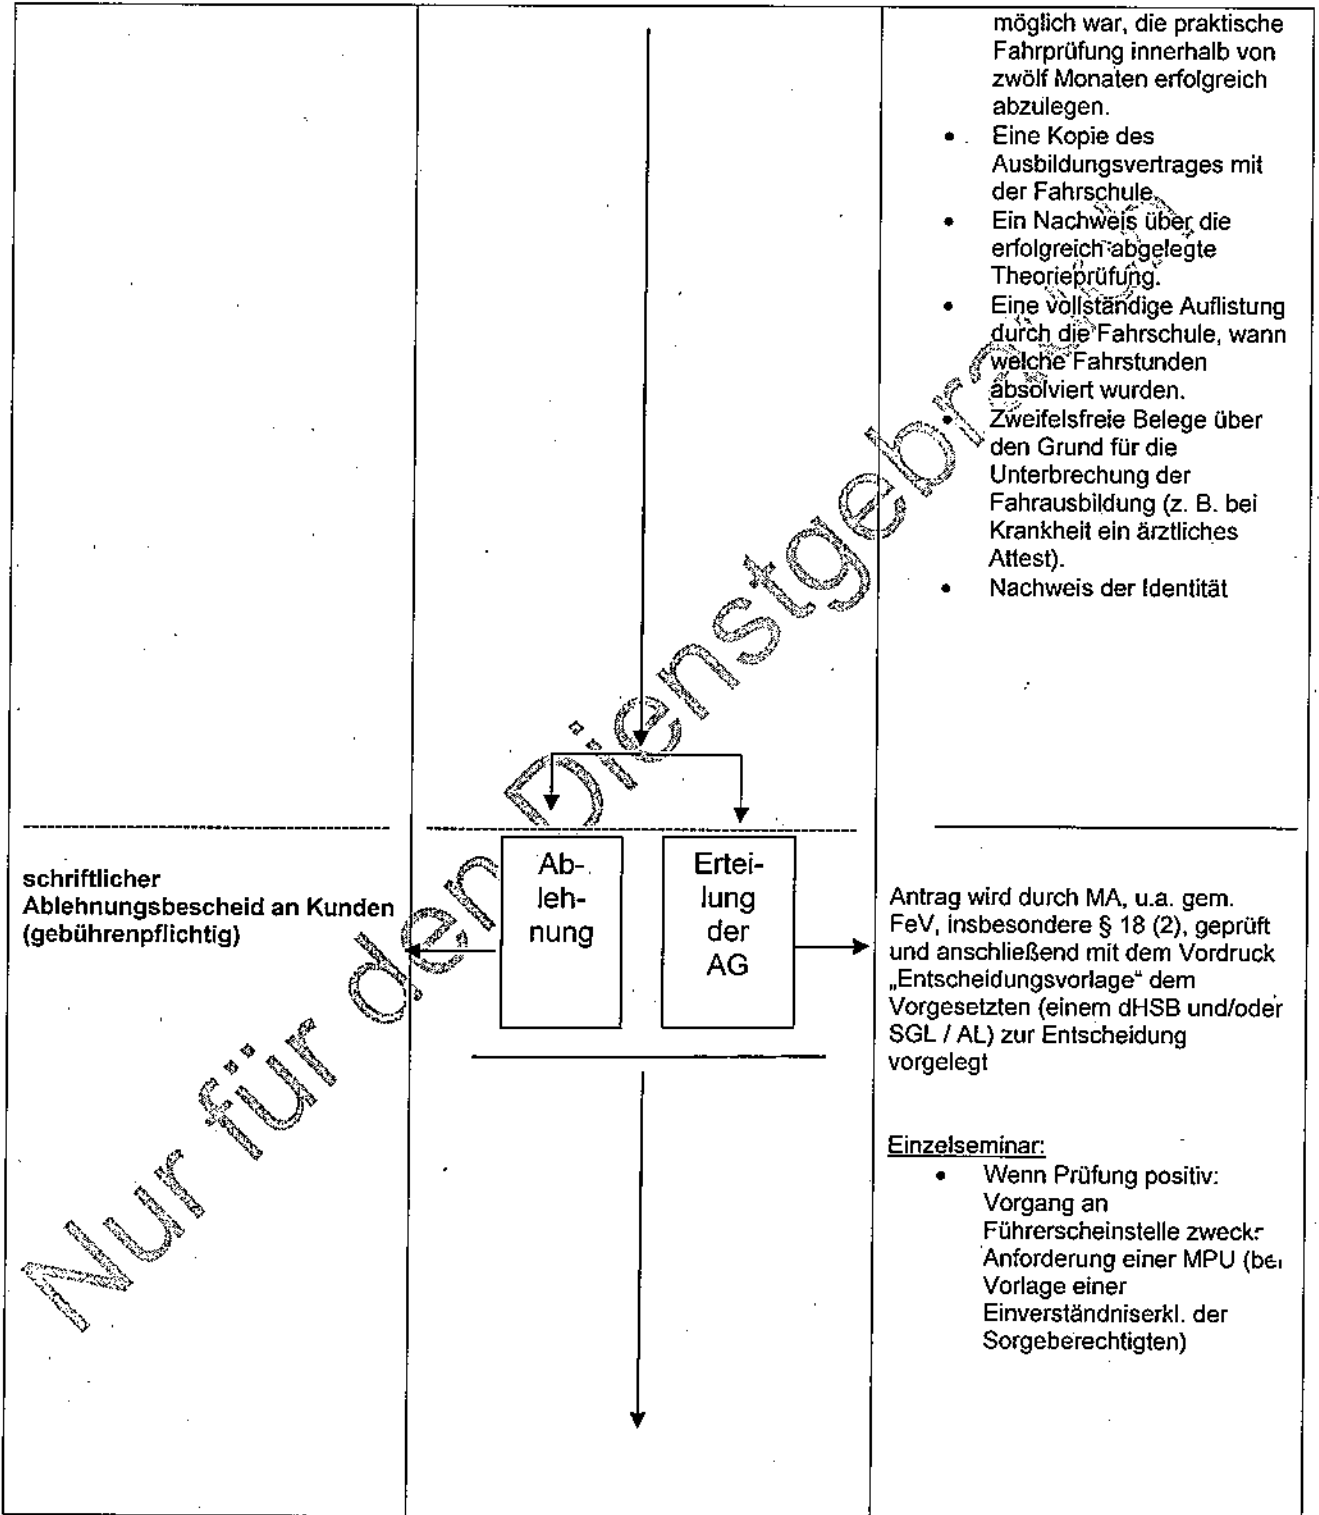 möglich war, die praktische
Fahrprüfung innerhalb von
zwölf Monaten erfolgreich
abzulegen.
• Eine Kopie des
Ausbildungsvertrages mit
der Fahrschule.
• Ein Nachweis über die
erfolgreich abgelegte
Theorieprüfung.
• Eine vollständige Auflistung
durch die Fahrschule, wann
welche Fahrstunden
absolviert wurden.
• Zweifelsfreie Belege über
den Grund für die
Unterbrechung der
Fahrausbildung (z. B. bei
Krankheit ein ärztliches
Attest).
• Nachweis der Identität
schriftlicher
Ablehnungsbescheid an Kunden
(gebührenpflichtig)
Ab-
leh-
nung
Ertei-
lung
der
AG
Antrag wird durch MA, u.a. gem.
FeV, insbesondere § 18 (2), geprüft
und anschließend mit dem Vordruck
„Entscheidungsvorlage“ dem
Vorgesetzten (einem dHSB und/oder
SGL / AL) zur Entscheidung
vorgelegt
Einzelseminar:
• Wenn Prüfung positiv:
Vorgang an
Führerscheinstelle zwecks
Anforderung einer MPU (bei
Vorlage einer
Einverständniserkl. der
Sorgeberechtigten)
Nur für den Dienstgebrauch